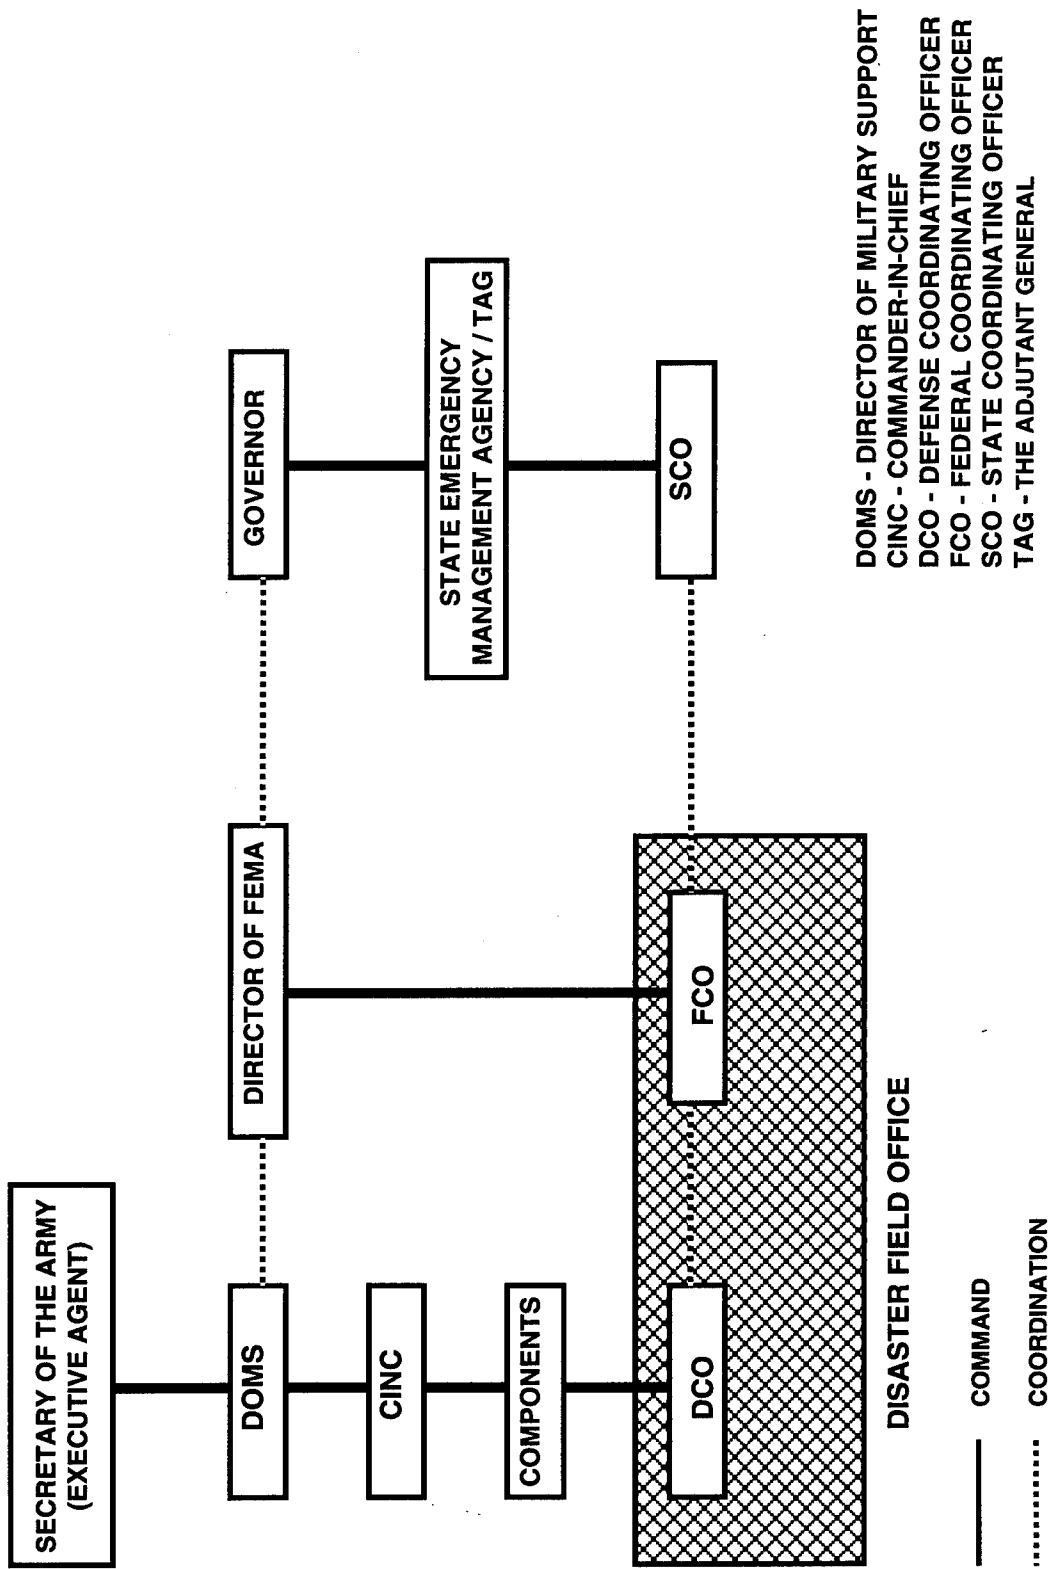 SECRETARY OF THE ARMY
(EXECUTIVE AGENT)
DOMS
DIRECTOR OF FEMA
GOVERNOR
CINC
STATE EMERGENCY
MANAGEMENT AGENCY / TAG
COMPONENTS
DCO
FCO
SCO
DISASTER FIELD OFFICE
COMMAND
COORDINATION
DOMS - DIRECTOR OF MILITARY SUPPORT
CINC - COMMANDER-IN-CHIEF
DCO - DEFENSE COORDINATING OFFICER
FCO - FEDERAL COORDINATING OFFICER
SCO - STATE COORDINATING OFFICER
TAG - THE ADJUTANT GENERAL